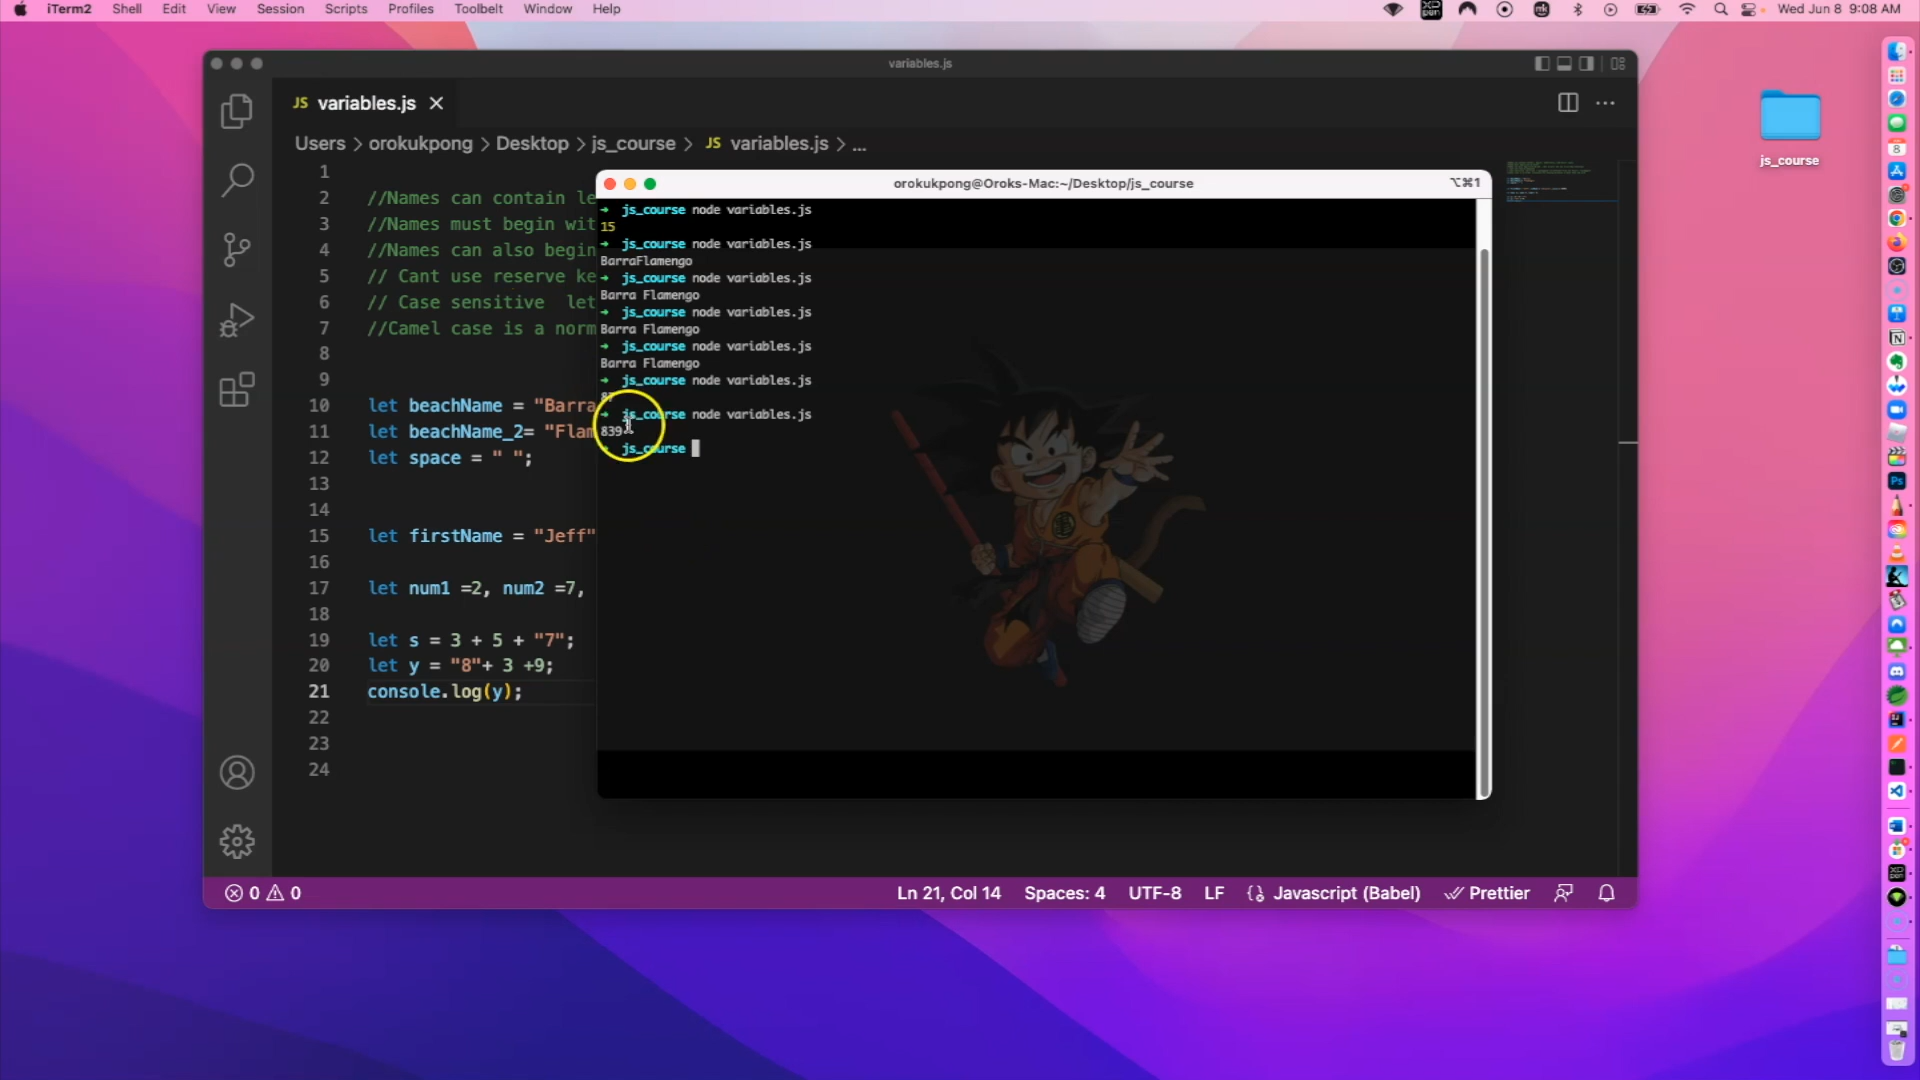 iTerm2 Shell Edit View Session Scripts Profiles Toolbelt Window Help Wed Jun 8 9:08 AM
variables.js
JS variables.js
Users > orokukpong > Desktop > js_course > JS variables.js > ...
js_course
orokukpong@Oroks-Mac:~/Desktop/js_course ⌥⌘1
1
2 //Names can contain le
3 //Names must begin wit
4 //Names can also begin
5 // Cant use reserve ke
6 // Case sensitive  let
7 //Camel case is a norm
8
9
10 let beachName = "Barra
11 let beachName_2= "Flam
12 let space = " ";
13
14
15 let firstName = "Jeff"
16
17 let num1 =2, num2 =7,
18
19 let s = 3 + 5 + "7";
20 let y = "8"+ 3 +9;
21 console.log(y);
22
23
24
➜ js_course node variables.js
15
➜ js_course node variables.js
BarraFlamengo
➜ js_course node variables.js
Barra Flamengo
➜ js_course node variables.js
Barra Flamengo
➜ js_course node variables.js
Barra Flamengo
➜ js_course node variables.js
87
➜ js_course node variables.js
839
➜ js_course
0 0 Ln 21, Col 14 Spaces: 4 UTF-8 LF Javascript (Babel) Prettier